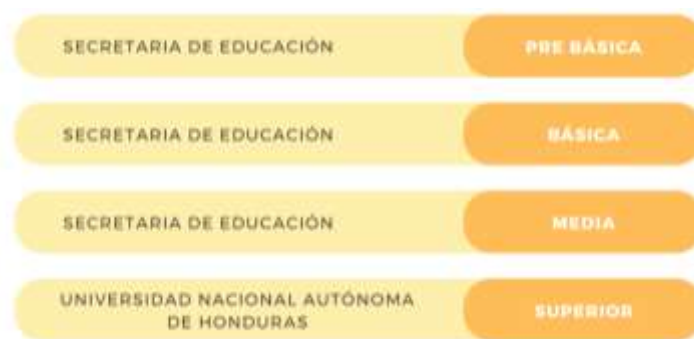 SECRETARIA DE EDUCACIÓN
PRE BÁSICA
SECRETARIA DE EDUCACIÓN
BÁSICA
SECRETARIA DE EDUCACIÓN
MEDIA
UNIVERSIDAD NACIONAL AUTÓNOMA
DE HONDURAS
SUPERIOR